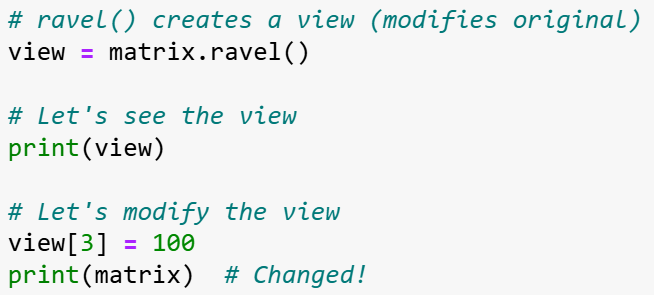 # ravel() creates a view (modifies original)
view = matrix.ravel()
# Let's see the view
print(view)
# Let's modify the view
view[3] = 100
print(matrix)  # Changed!